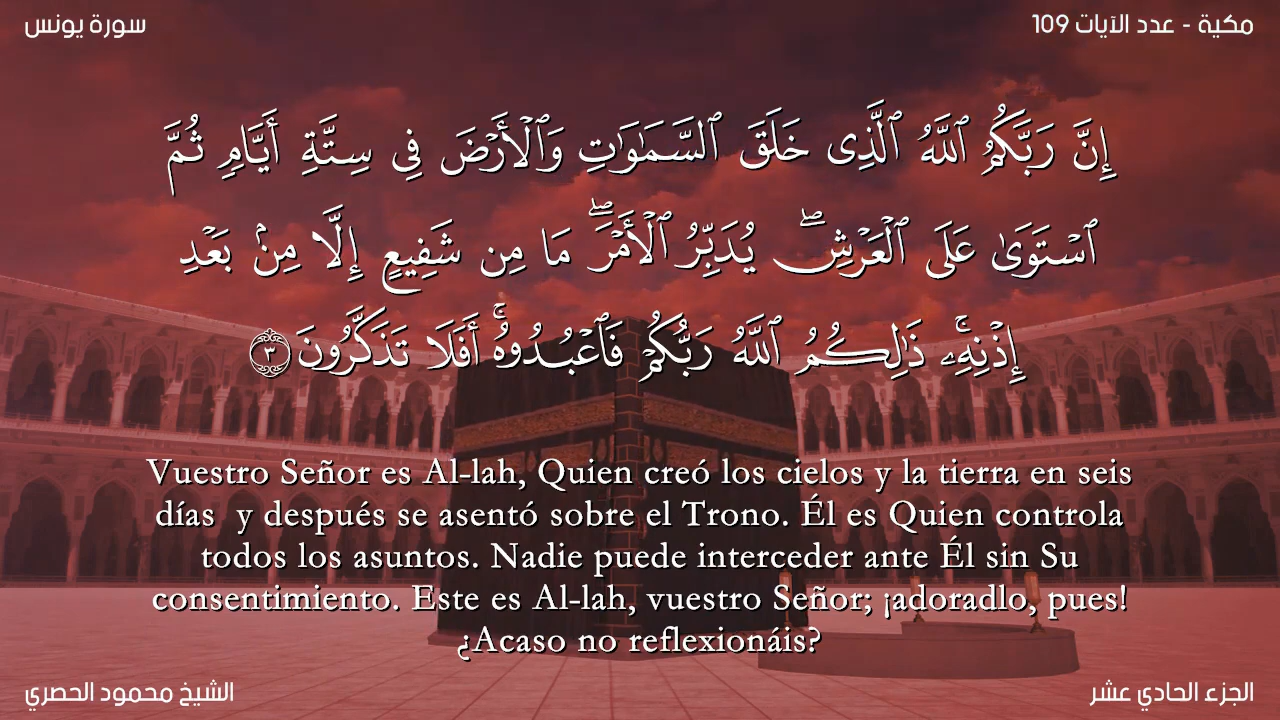 مكية - عدد الآيات 109
سورة يونس
إِنَّ رَبَّكُمُ ٱللَّهُ ٱلَّذِى خَلَقَ ٱلسَّمَـٰوَٰتِ وَٱلْأَرْضَ فِى سِتَّةِ أَيَّامٍ ثُمَّ
ٱسْتَوَىٰ عَلَى ٱلْعَرْشِ ۖ يُدَبِّرُ ٱلْأَمْرَ ۖ مَا مِن شَفِيعٍ إِلَّا مِنۢ بَعْدِ
إِذْنِهِۦ ۚ ذَٰلِكُمُ ٱللَّهُ رَبُّكُمْ فَٱعْبُدُوهُ ۚ أَفَلَا تَذَكَّرُونَ ٣
Vuestro Señor es Al-lah, Quien creó los cielos y la tierra en seis
días  y después se asentó sobre el Trono. Él es Quien controla
todos los asuntos. Nadie puede interceder ante Él sin Su
consentimiento. Este es Al-lah, vuestro Señor; ¡adoradlo, pues!
¿Acaso no reflexionáis?
الجزء الحادي عشر
الشيخ محمود الحصري